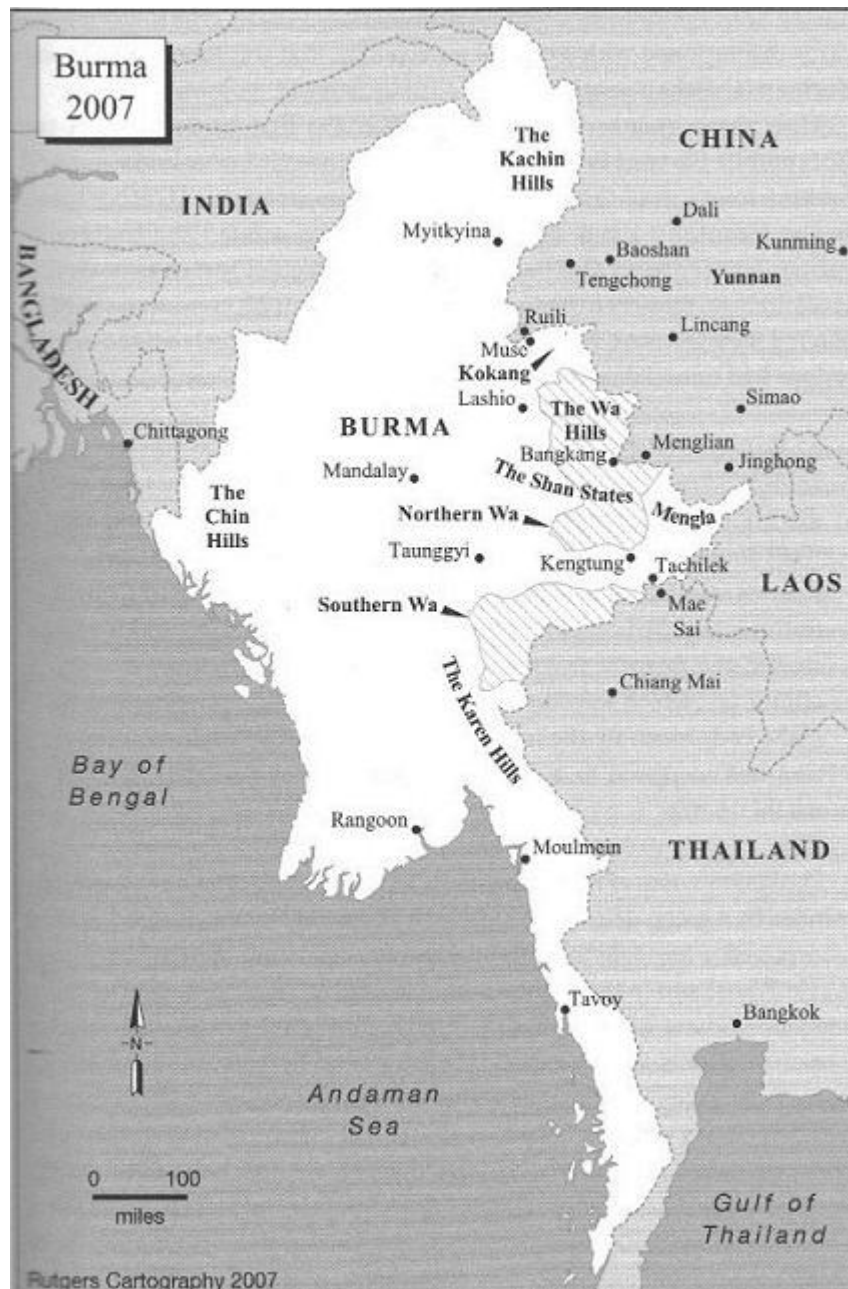 Burma
2007
The
Kachin
Hills
CHINA
INDIA
Dali
Myitkyina
Baoshan
Kunming
Tengchong
Yunnan
BANGLADESH
Ruili
Lincang
Muse
Kokang
Lashio
The Wa
Hills
Simao
Chittagong
BURMA
Menglian
Bangkang
Jinghong
Mandalay
The Shan States
The
Chin
Hills
Northern Wa
Mengla
Taunggyi
Kengtung
Tachilek
LAOS
Southern Wa
Mae
Sai
Chiang Mai
The Karen Hills
Bay of
Bengal
Rangoon
Moulmein
THAILAND
Tavoy
Bangkok
N
Andaman
Sea
0 100
miles
Gulf of
Thailand
Rutgers Cartography 2007